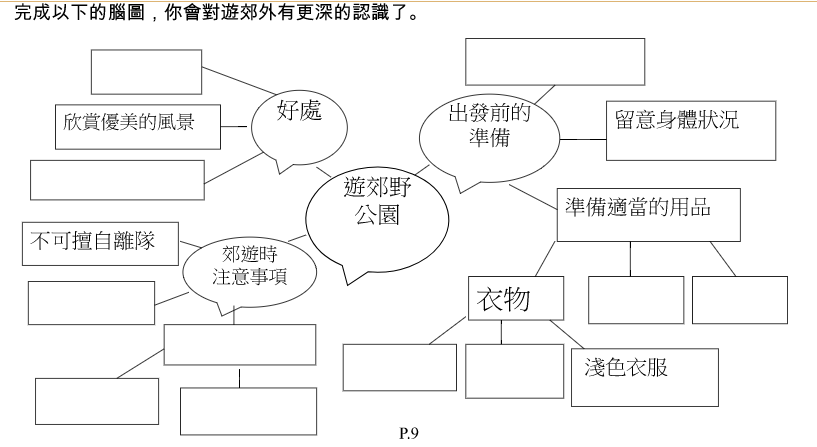 完成以下的腦圖，你會對遊郊外有更深的認識了。
好處
欣賞優美的風景
出發前的
準備
留意身體狀況
遊郊野
公園
準備適當的用品
不可擅自離隊
郊遊時
注意事項
衣物
淺色衣服
P.9